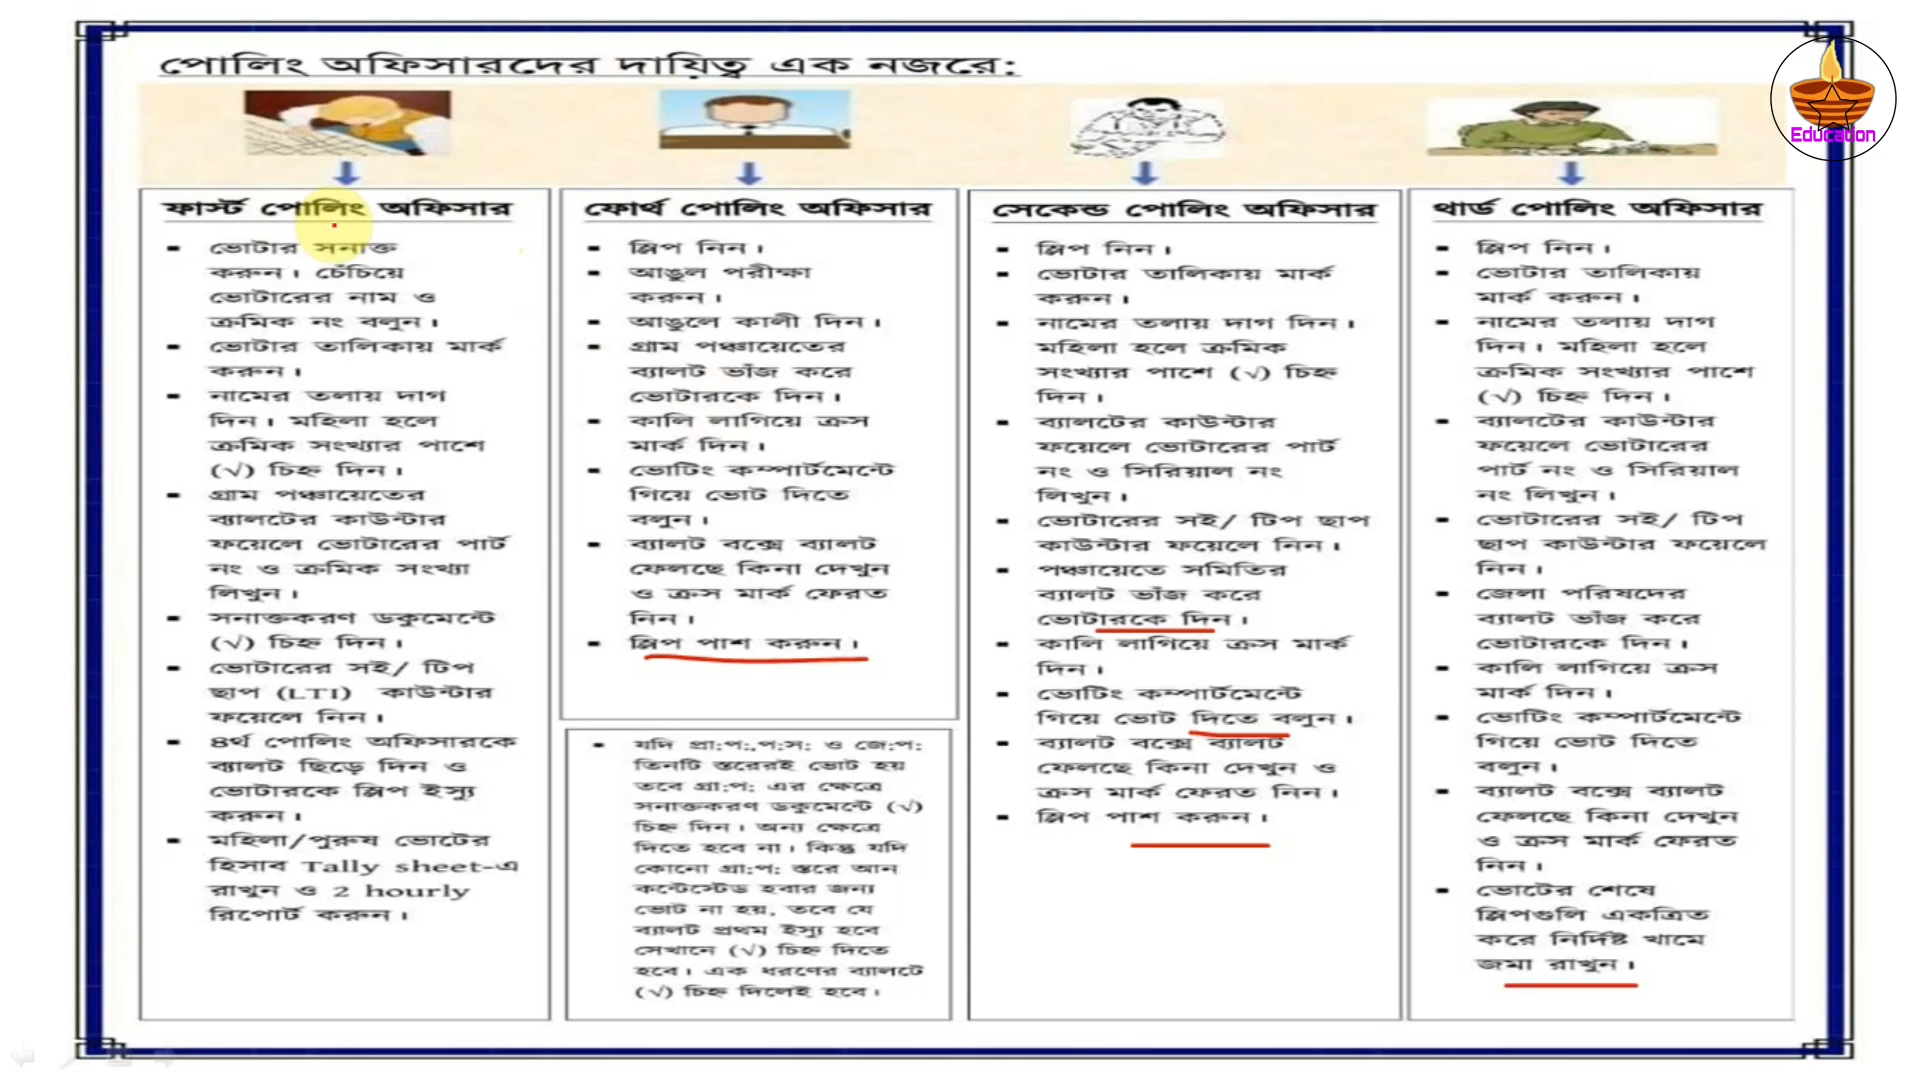 পোলিং অফিসারদের দায়িত্ব এক নজরে:
Education
ফার্স্ট পোলিং অফিসার
▪ ভোটার সনাক্ত
করুন। চেঁচিয়ে
ভোটারের নাম ও
ক্রমিক নং বলুন।
▪ ভোটার তালিকায় মার্ক
করুন।
▪ নামের তলায় দাগ
দিন। মহিলা হলে
ক্রমিক সংখ্যার পাশে
(√) চিহ্ন দিন।
▪ গ্রাম পঞ্চায়েতের
ব্যালটের কাউন্টার
ফয়েলে ভোটারের পার্ট
নং ও ক্রমিক সংখ্যা
লিখুন।
▪ সনাক্তকরণ ডকুমেন্টে
(√) চিহ্ন দিন।
▪ ভোটারের সই/ টিপ
ছাপ (LTI) কাউন্টার
ফয়েলে নিন।
▪ ৪র্থ পোলিং অফিসারকে
ব্যালট ছিড়ে দিন ও
ভোটারকে স্লিপ ইস্যু
করুন।
▪ মহিলা/পুরুষ ভোটের
হিসাব Tally sheet-এ
রাখুন ও 2 hourly
রিপোর্ট করুন।
ফোর্থ পোলিং অফিসার
▪ স্লিপ নিন।
▪ আঙুল পরীক্ষা
করুন।
▪ আঙুলে কালী দিন।
▪ গ্রাম পঞ্চায়েতের
ব্যালট ভাঁজ করে
ভোটারকে দিন।
▪ কালি লাগিয়ে ক্রস
মার্ক দিন।
▪ ভোটিং কম্পার্টমেন্টে
গিয়ে ভোট দিতে
বলুন।
▪ ব্যালট বক্সে ব্যালট
ফেলছে কিনা দেখুন
ও ক্রস মার্ক ফেরত
নিন।
▪ স্লিপ পাশ করুন।
▪ যদি প্রা:প:,প:স: ও জে:প:
তিনটি স্তরেরই ভোট হয়
তবে গ্রা:প: এর ক্ষেত্রে
সনাক্তকরণ ডকুমেন্টে (√)
চিহ্ন দিন। অন্য ক্ষেত্রে
দিতে হবে না। কিন্তু যদি
কোনো গ্রা:প: স্তরে আন
কন্টেস্টেড হবার জন্য
ভোট না হয়, তবে যে
ব্যালট প্রথম ইস্যু হবে
সেখানে (√) চিহ্ন দিতে
হবে। এক ধরণের ব্যালটে
(√) চিহ্ন দিলেই হবে।
সেকেন্ড পোলিং অফিসার
▪ স্লিপ নিন।
▪ ভোটার তালিকায় মার্ক
করুন।
▪ নামের তলায় দাগ দিন।
মহিলা হলে ক্রমিক
সংখ্যার পাশে (√) চিহ্ন
দিন।
▪ ব্যালটের কাউন্টার
ফয়েলে ভোটারের পার্ট
নং ও সিরিয়াল নং
লিখুন।
▪ ভোটারের সই/ টিপ ছাপ
কাউন্টার ফয়েলে নিন।
▪ পঞ্চায়েতে সমিতির
ব্যালট ভাঁজ করে
ভোটারকে দিন।
▪ কালি লাগিয়ে ক্রস মার্ক
দিন।
▪ ভোটিং কম্পার্টমেন্টে
গিয়ে ভোট দিতে বলুন।
▪ ব্যালট বক্সে ব্যালট
ফেলছে কিনা দেখুন ও
ক্রস মার্ক ফেরত নিন।
▪ স্লিপ পাশ করুন।
থার্ড পোলিং অফিসার
▪ স্লিপ নিন।
▪ ভোটার তালিকায়
মার্ক করুন।
▪ নামের তলায় দাগ
দিন। মহিলা হলে
ক্রমিক সংখ্যার পাশে
(√) চিহ্ন দিন।
▪ ব্যালটের কাউন্টার
ফয়েলে ভোটারের
পার্ট নং ও সিরিয়াল
নং লিখুন।
▪ ভোটারের সই/ টিপ
ছাপ কাউন্টার ফয়েলে
নিন।
▪ জেলা পরিষদের
ব্যালট ভাঁজ করে
ভোটারকে দিন।
▪ কালি লাগিয়ে ক্রস
মার্ক দিন।
▪ ভোটিং কম্পার্টমেন্টে
গিয়ে ভোট দিতে
বলুন।
▪ ব্যালট বক্সে ব্যালট
ফেলছে কিনা দেখুন
ও ক্রস মার্ক ফেরত
নিন।
▪ ভোটের শেষে
স্লিপগুলি একত্রিত
করে নির্দিষ্ট খামে
জমা রাখুন।